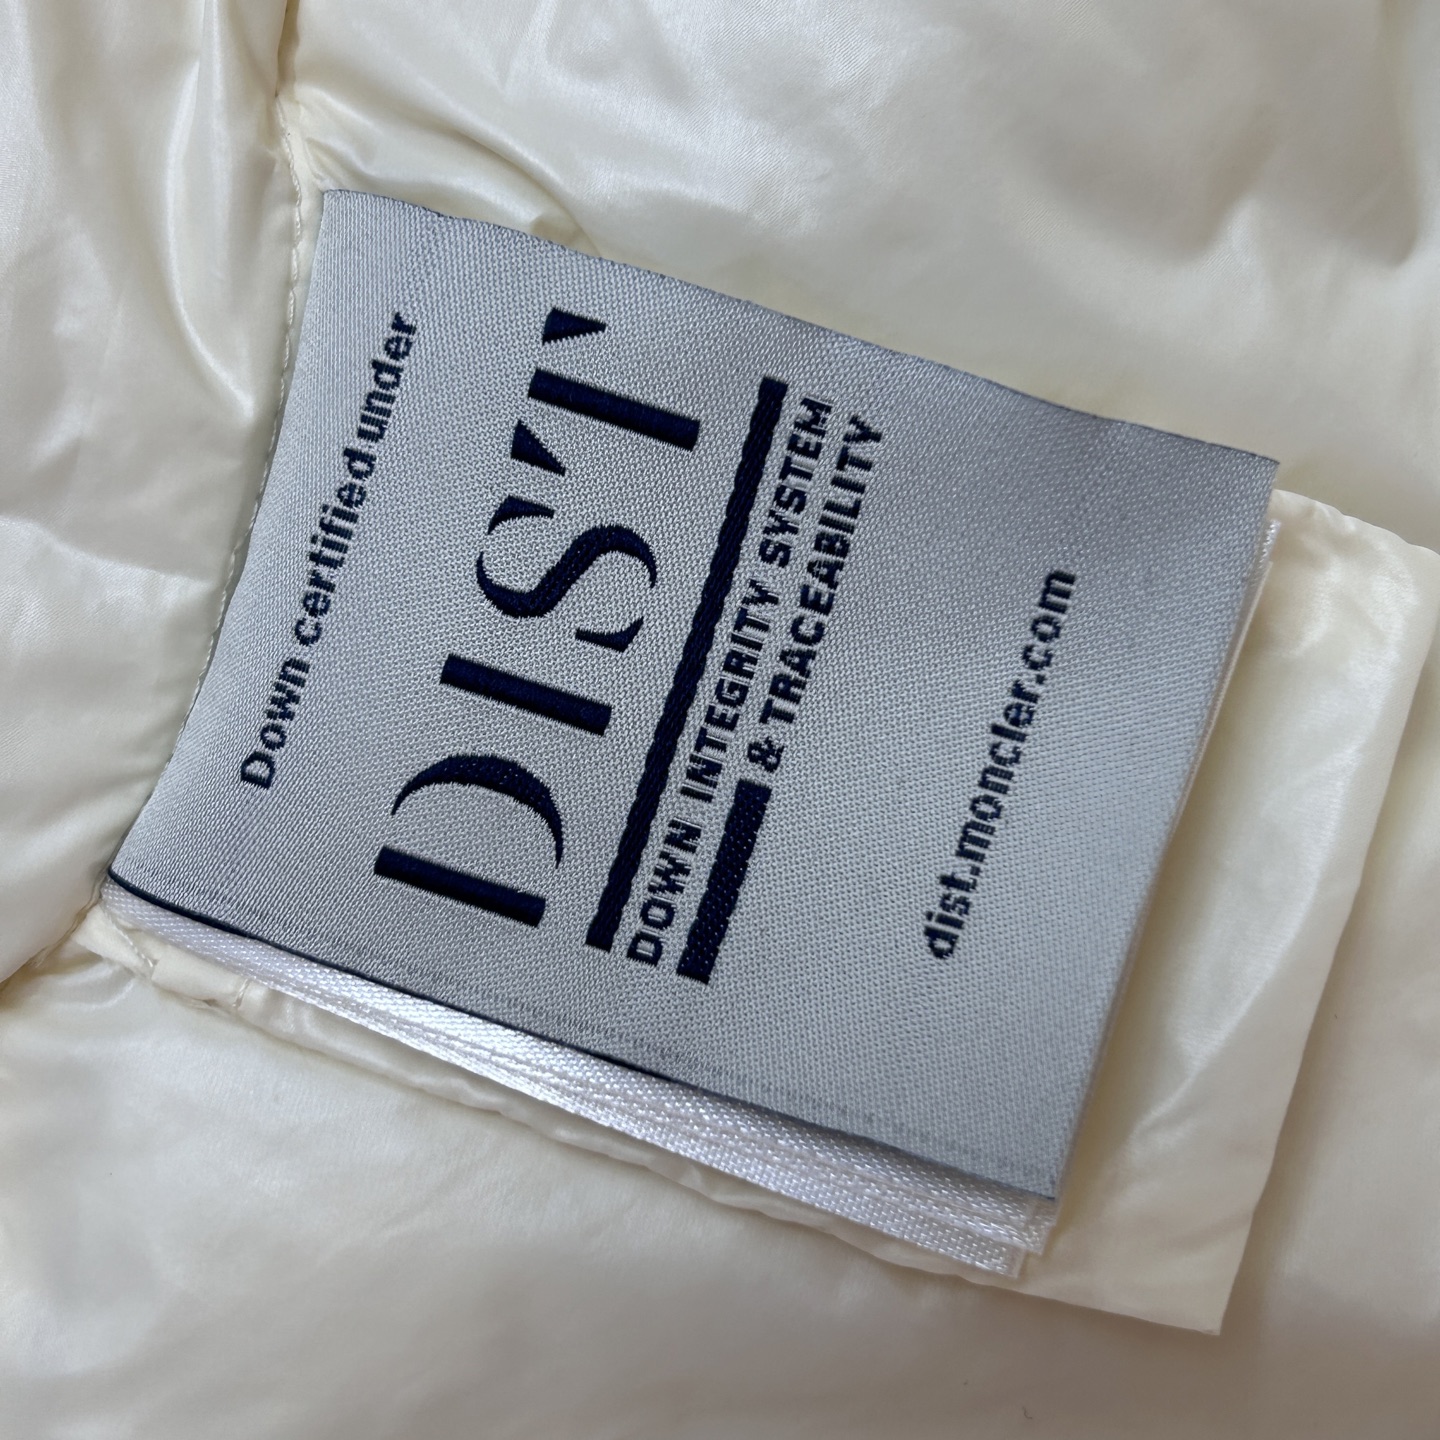 Down certified under
DIST
DOWN INTEGRITY SYSTEM
& TRACEABILITY
dist.moncler.com